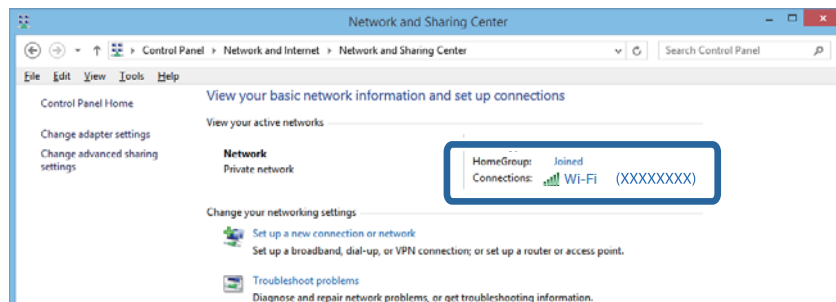 Network and Sharing Center
Control Panel Network and Internet Network and Sharing Center Search Control Panel
File Edit View Tools Help
Control Panel Home
Change adapter settings
Change advanced sharing
settings
View your basic network information and set up connections
View your active networks
Network
Private network
HomeGroup: Joined
Connections: Wi-Fi (XXXXXXXX)
Change your networking settings
Set up a new connection or network
Set up a broadband, dial-up, or VPN connection; or set up a router or access point.
Troubleshoot problems
Diagnose and repair network problems, or get troubleshooting information.